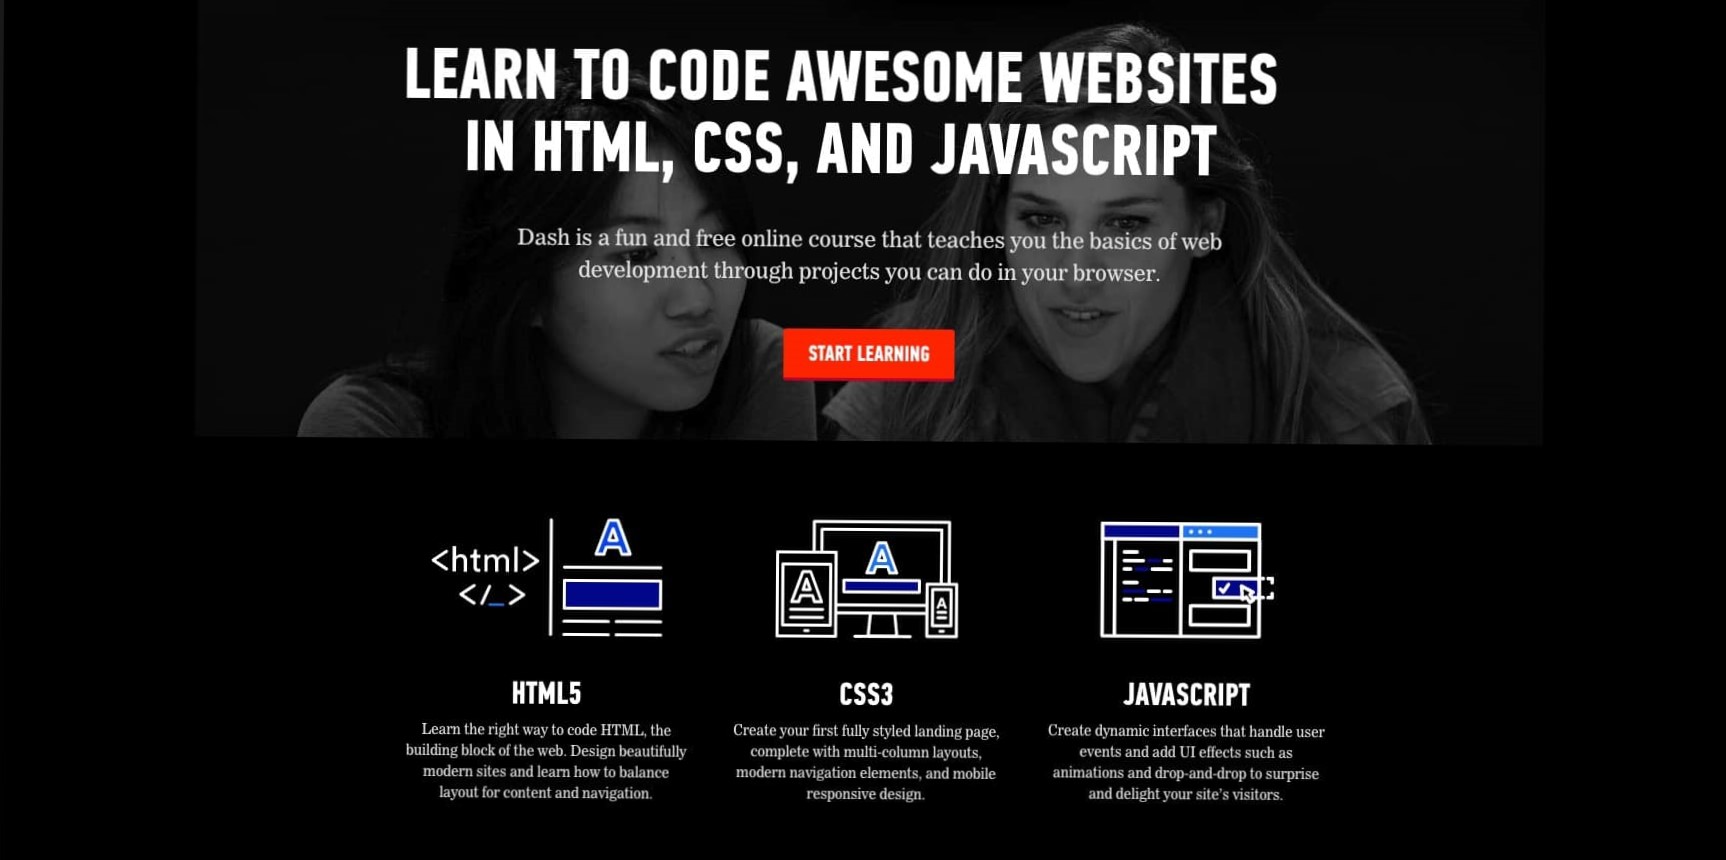 LEARN TO CODE AWESOME WEBSITES
IN HTML, CSS, AND JAVASCRIPT
Dash is a fun and free online course that teaches you the basics of web
development through projects you can do in your browser.
START LEARNING
<html>
</_>
A
A
A
A
HTML5
Learn the right way to code HTML, the
building block of the web. Design beautifully
modern sites and learn how to balance
layout for content and navigation.
CSS3
Create your first fully styled landing page,
complete with multi-column layouts,
modern navigation elements, and mobile
responsive design.
JAVASCRIPT
Create dynamic interfaces that handle user
events and add UI effects such as
animations and drop-and-drop to surprise
and delight your site's visitors.